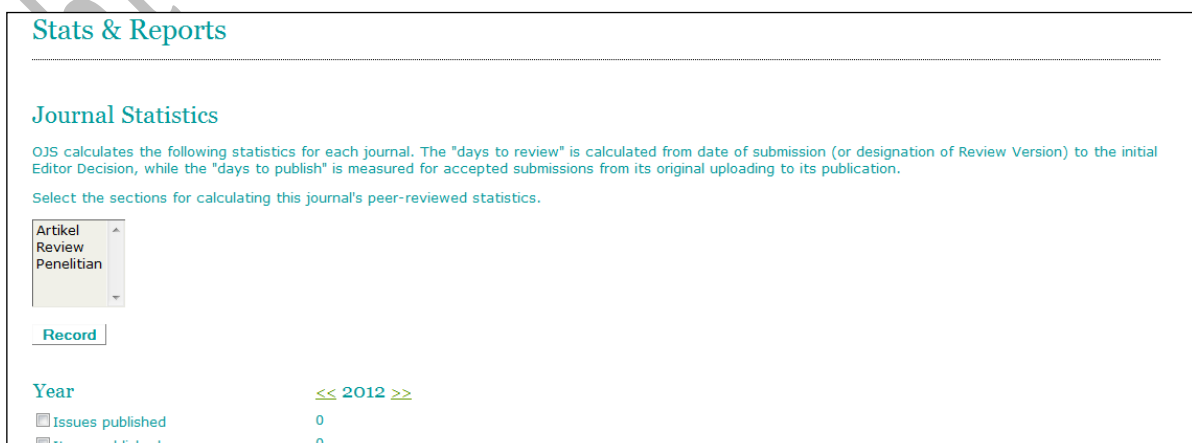 Stats & Reports
Journal Statistics
OJS calculates the following statistics for each journal. The "days to review" is calculated from date of submission (or designation of Review Version) to the initial
Editor Decision, while the "days to publish" is measured for accepted submissions from its original uploading to its publication.
Select the sections for calculating this journal's peer-reviewed statistics.
Artikel
Review
Penelitian
Record
Year << 2012 >>
Issues published 0